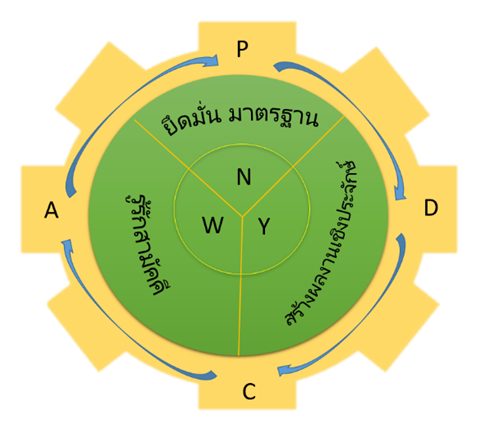 P
ยึดมั่น มาตรฐาน
N
A
D
W
Y
รู้รักสามัคคี
สร้างผลงานเชิงประจักษ์
C